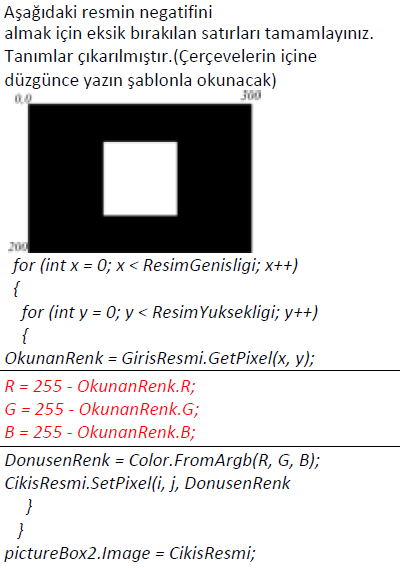 Aşağıdaki resmin negatifini
almak için eksik bırakılan satırları tamamlayınız.
Tanımlar çıkarılmıştır.(Çerçevelerin içine
düzgünce yazın şablonla okunacak)
0,0 300
200
for (int x = 0; x < ResimGenisligi; x++)
{
for (int y = 0; y < ResimYuksekligi; y++)
{
OkunanRenk = GirisResmi.GetPixel(x, y);
R = 255 - OkunanRenk.R;
G = 255 - OkunanRenk.G;
B = 255 - OkunanRenk.B;
DonusenRenk = Color.FromArgb(R, G, B);
CikisResmi.SetPixel(i, j, DonusenRenk
}
}
pictureBox2.Image = CikisResmi;